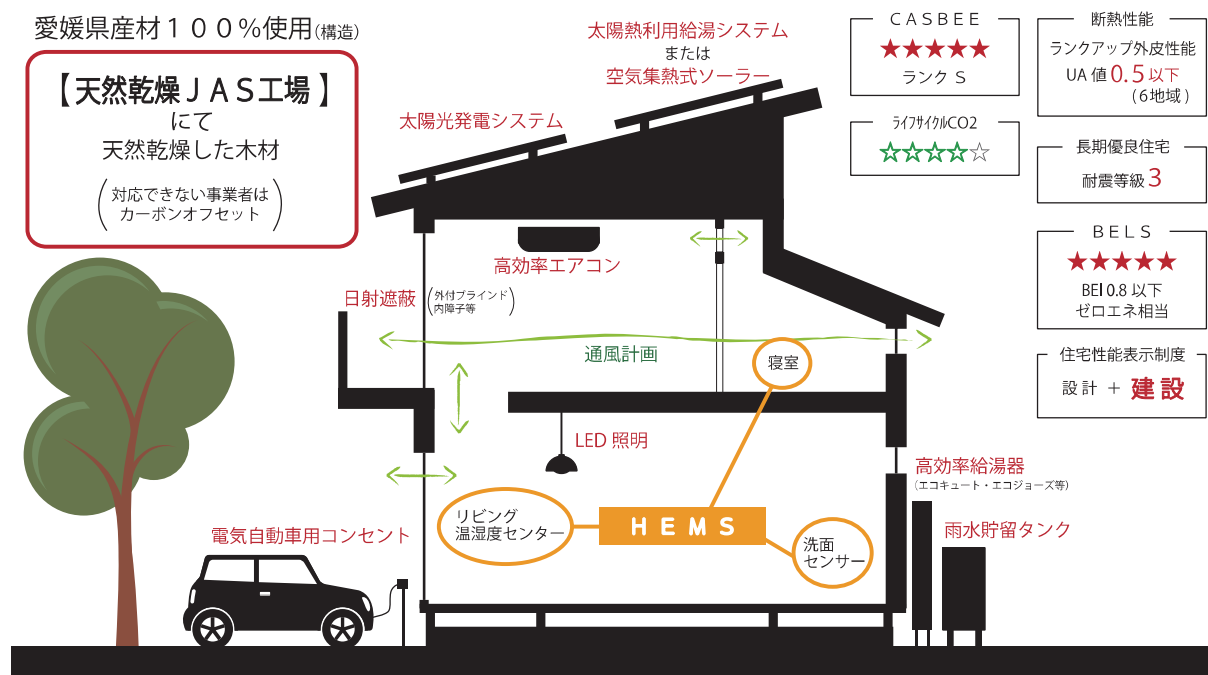 愛媛県産材１００％使用(構造)
【天然乾燥ＪＡＳ工場】
にて
天然乾燥した木材
(対応できない事業者は
カーボンオフセット)
太陽熱利用給湯システム
または
空気集熱式ソーラー
太陽光発電システム
高効率エアコン
日射遮蔽
(外付ブラインド
内障子等)
通風計画
寝室
LED 照明
リビング
温湿度センター
HEMS
洗面
センサー
電気自動車用コンセント
高効率給湯器
(エコキュート・エコジョーズ等)
雨水貯留タンク
CASBEE
★★★★★
ランク S
ﾗｲﾌｻｲｸﾙCO2
☆☆☆☆☆
断熱性能
ランクアップ外皮性能
UA 値 0.5 以下
(6地域)
長期優良住宅
耐震等級 3
BELS
★★★★★
BEI 0.8 以下
ゼロエネ相当
住宅性能表示制度
設計 ＋ 建設